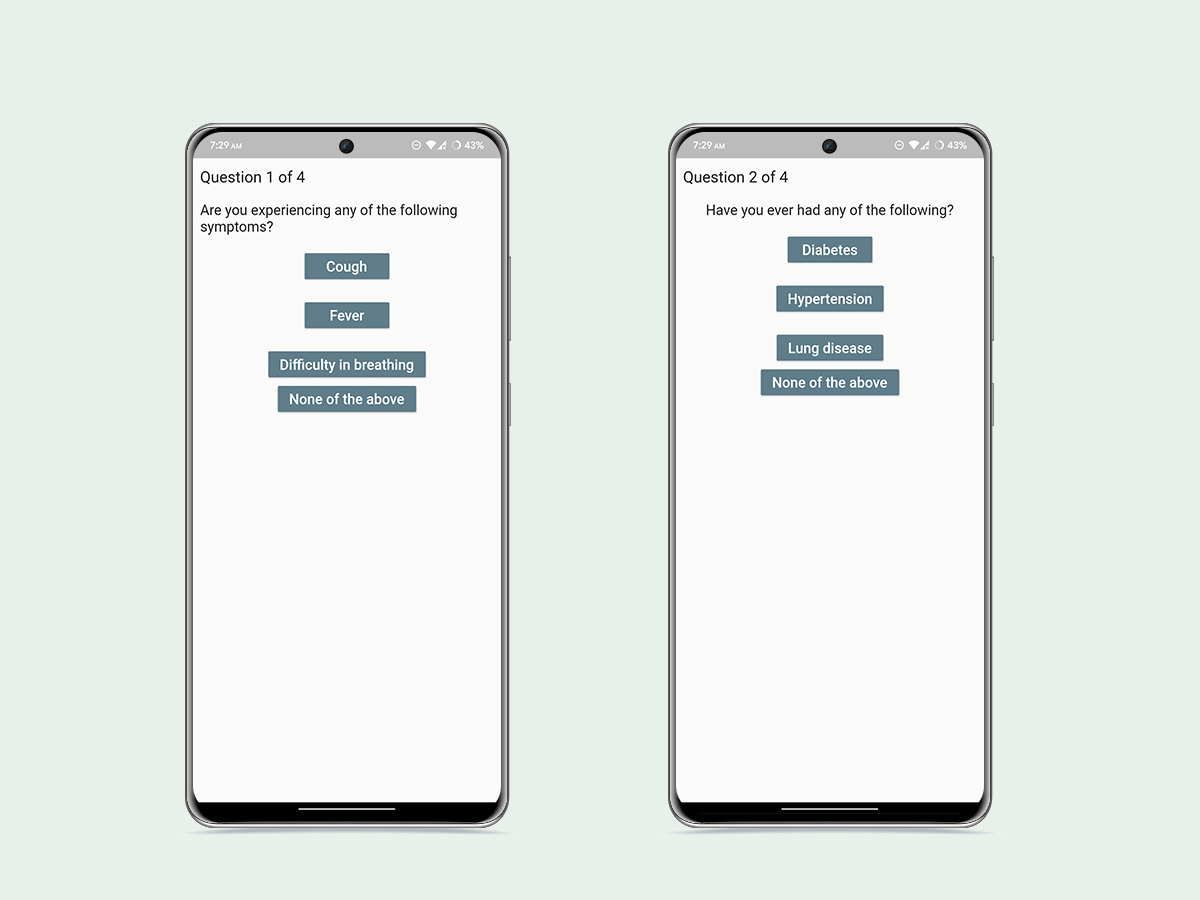 7:29 AM
43%
Question 1 of 4
Are you experiencing any of the following
symptoms?
Cough
Fever
Difficulty in breathing
None of the above
7:29 AM
43%
Question 2 of 4
Have you ever had any of the following?
Diabetes
Hypertension
Lung disease
None of the above